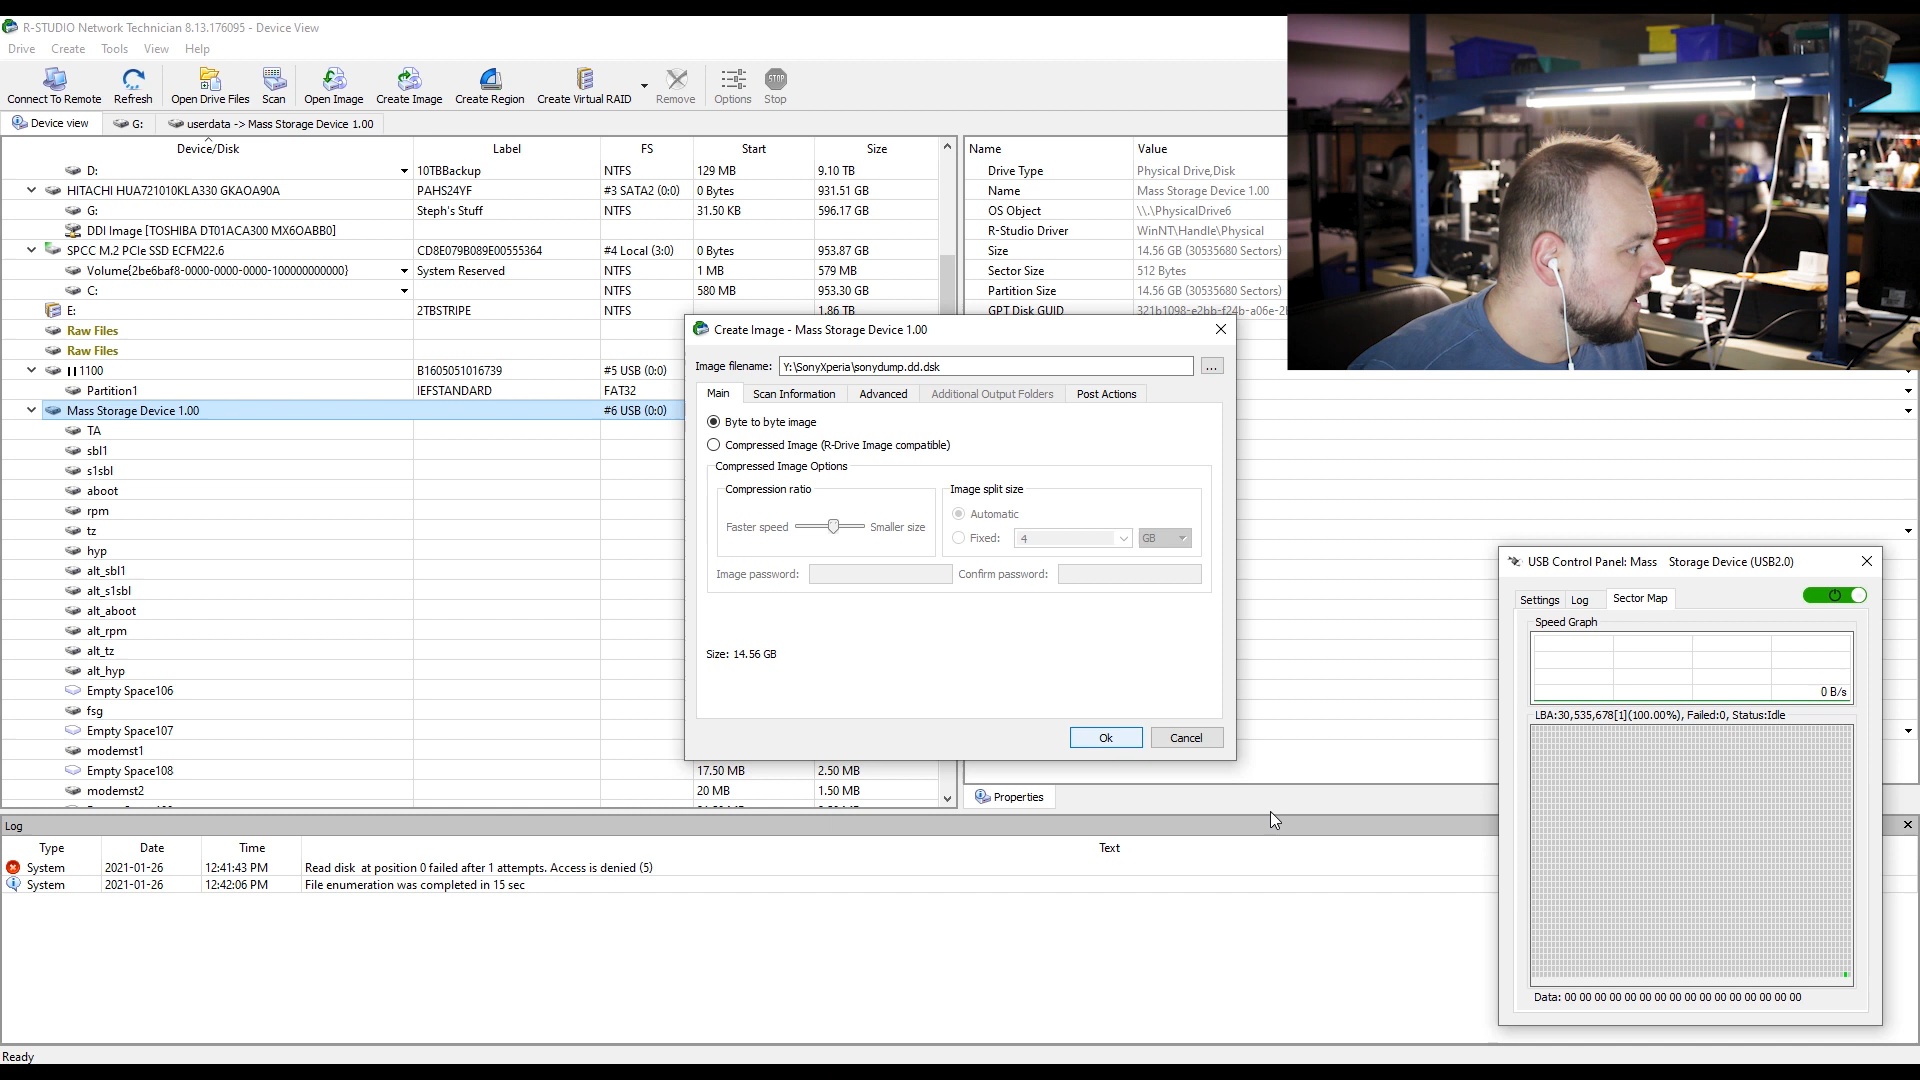 R-STUDIO Network Technician 8.13.176095 - Device View
Drive Create Tools View Help
Connect To Remote Refresh Open Drive Files Scan Open Image Create Image Create Region Create Virtual RAID Remove Options Stop
STOP
Device view G: userdata -> Mass Storage Device 1.00
Device/Disk Label FS Start Size
D: 10TBBackup NTFS 129 MB 9.10 TB
HITACHI HUA721010KLA330 GKAOA90A PAHS24YF #3 SATA2 (0:0) 0 Bytes 931.51 GB
G: Steph's Stuff NTFS 31.50 KB 596.17 GB
DDI Image [TOSHIBA DT01ACA300 MX6OABB0]
SPCC M.2 PCIe SSD ECFM22.6 CD8E079B089E00555364 #4 Local (3:0) 0 Bytes 953.87 GB
Volume{2be6baf8-0000-0000-0000-100000000000} System Reserved NTFS 1 MB 579 MB
C: NTFS 580 MB 953.30 GB
E: 2TBSTRIPE NTFS 1.86 TB
Raw Files
Raw Files
1100 B1605051016739 #5 USB (0:0)
Partition1 IEFSTANDARD FAT32
Mass Storage Device 1.00 #6 USB (0:0)
TA
sbl1
s1sbl
aboot
rpm
tz
hyp
alt_sbl1
alt_s1sbl
alt_aboot
alt_rpm
alt_tz
alt_hyp
Empty Space106
fsg
Empty Space107
modemst1
Empty Space108 17.50 MB 2.50 MB
modemst2 20 MB 1.50 MB
Name Value
Drive Type Physical Drive,Disk
Name Mass Storage Device 1.00
OS Object \\.\PhysicalDrive6
R-Studio Driver WinNT\Handle\Physical
Size 14.56 GB (30535680 Sectors)
Sector Size 512 Bytes
Partition Size 14.56 GB (30535680 Sectors)
GPT Disk GUID 321b1098-e2bb-f24b-a06e-2
Properties
Create Image - Mass Storage Device 1.00
Image filename: Y:\SonyXperia\sonydump.dd.dsk ...
Main Scan Information Advanced Additional Output Folders Post Actions
Byte to byte image
Compressed Image (R-Drive Image compatible)
Compressed Image Options
Compression ratio
Faster speed Smaller size
Image split size
Automatic
Fixed: 4 GB
Image password: Confirm password:
Size: 14.56 GB
Ok Cancel
USB Control Panel: Mass Storage Device (USB2.0)
Settings Log Sector Map
Speed Graph
0 B/s
LBA:30,535,678[1](100.00%), Failed:0, Status:Idle
Data: 00 00 00 00 00 00 00 00 00 00 00 00 00 00 00 00
Log
Type Date Time Text
System 2021-01-26 12:41:43 PM Read disk at position 0 failed after 1 attempts. Access is denied (5)
System 2021-01-26 12:42:06 PM File enumeration was completed in 15 sec
Ready